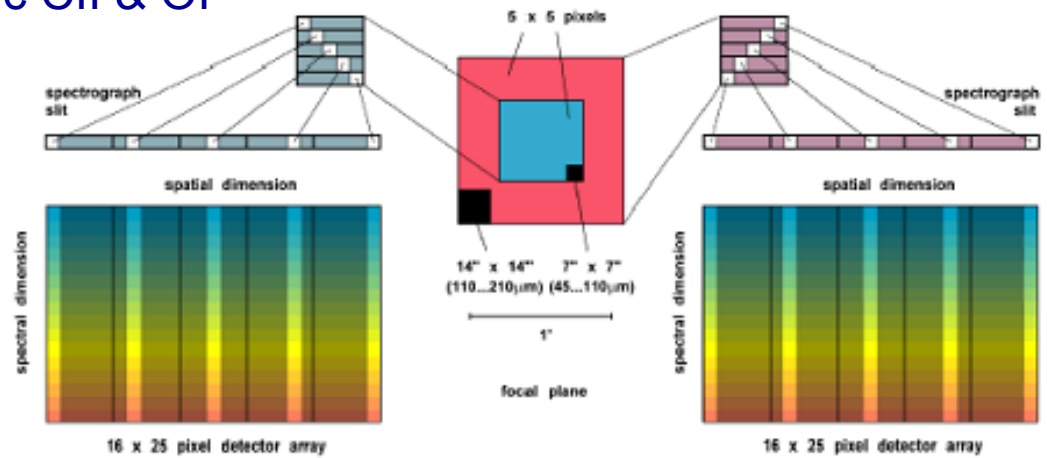 5 x 5 pixels
spectrograph
slit
spatial dimension
spectral dimension
16 x 25 pixel detector array
14" x 14"
(110...210µm)
7" x 7"
(45...110µm)
1'
focal plane
spectrograph
slit
spatial dimension
spectral dimension
16 x 25 pixel detector array